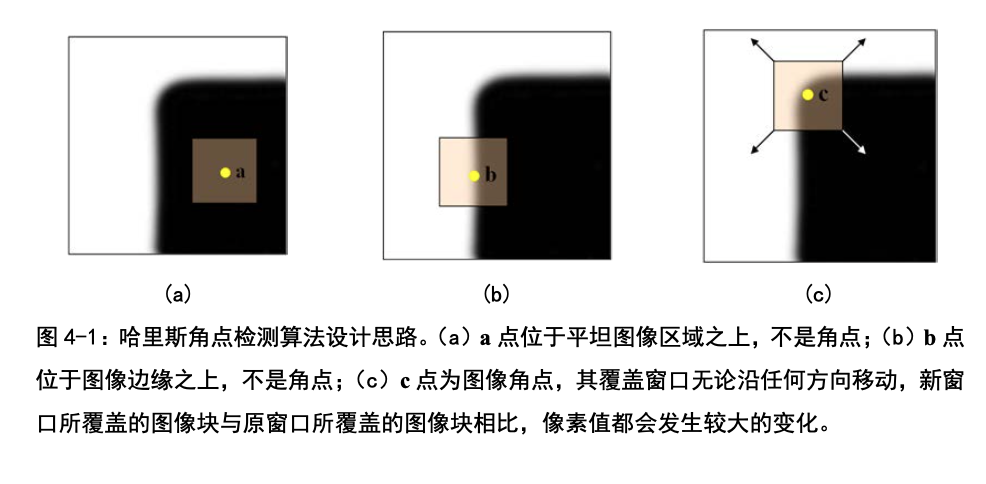 a
b
c
(a)
(b)
(c)
图 4-1：哈里斯角点检测算法设计思路。（a）a 点位于平坦图像区域之上，不是角点；（b）b 点
位于图像边缘之上，不是角点；（c）c 点为图像角点，其覆盖窗口无论沿任何方向移动，新窗
口所覆盖的图像块与原窗口所覆盖的图像块相比，像素值都会发生较大的变化。